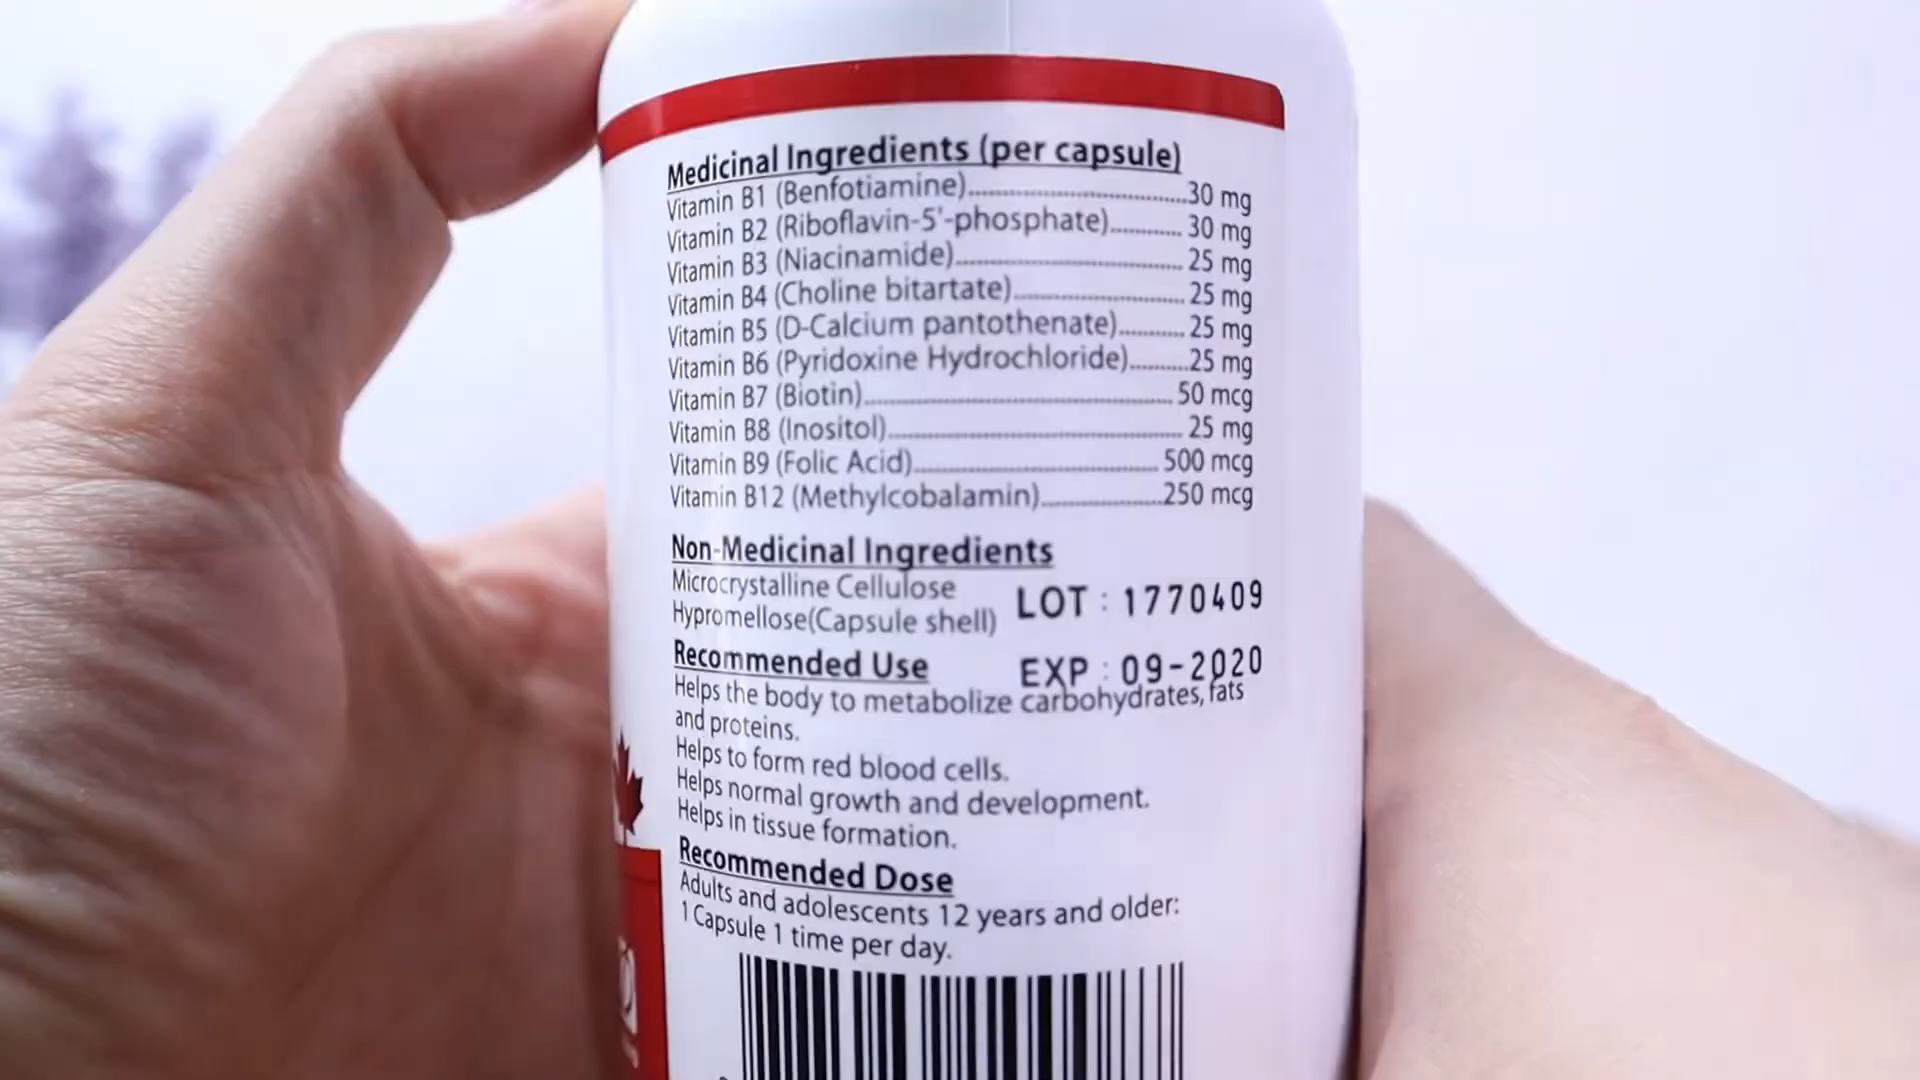 Medicinal Ingredients (per capsule)
Vitamin B1 (Benfotiamine)..........30 mg
Vitamin B2 (Riboflavin-5'-phosphate)..........30 mg
Vitamin B3 (Niacinamide)..........25 mg
Vitamin B4 (Choline bitartate)..........25 mg
Vitamin B5 (D-Calcium pantothenate)..........25 mg
Vitamin B6 (Pyridoxine Hydrochloride)..........25 mg
Vitamin B7 (Biotin)..........50 mcg
Vitamin B8 (Inositol)..........25 mg
Vitamin B9 (Folic Acid)..........500 mcg
Vitamin B12 (Methylcobalamin)..........250 mcg
Non-Medicinal Ingredients
Microcrystalline Cellulose
Hypromellose(Capsule shell)
LOT : 1770409
Recommended Use
EXP : 09-2020
Helps the body to metabolize carbohydrates, fats
and proteins.
Helps to form red blood cells.
Helps normal growth and development.
Helps in tissue formation.
Recommended Dose
Adults and adolescents 12 years and older:
1 Capsule 1 time per day.